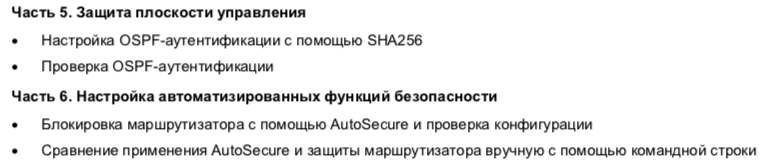 Часть 5. Защита плоскости управления
• Настройка OSPF-аутентификации с помощью SHA256
• Проверка OSPF-аутентификации
Часть 6. Настройка автоматизированных функций безопасности
• Блокировка маршрутизатора с помощью AutoSecure и проверка конфигурации
• Сравнение применения AutoSecure и защиты маршрутизатора вручную с помощью командной строки